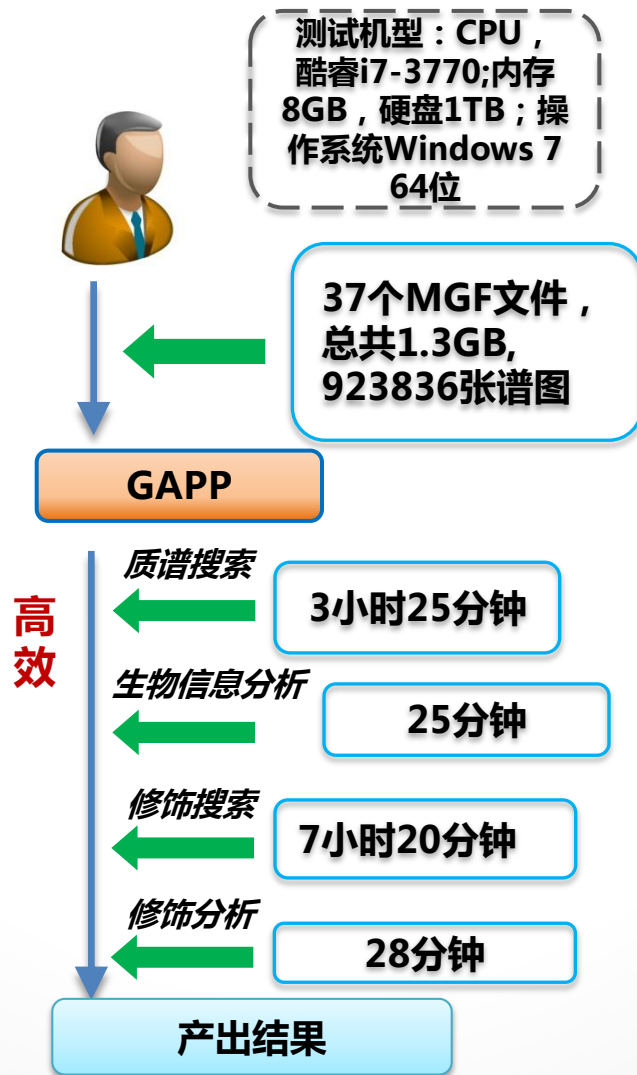 测试机型：CPU，
酷睿i7-3770;内存
8GB，硬盘1TB；操
作系统Windows 7
64位
37个MGF文件，
总共1.3GB,
923836张谱图
GAPP
高
效
质谱搜索
3小时25分钟
生物信息分析
25分钟
修饰搜索
7小时20分钟
修饰分析
28分钟
产出结果